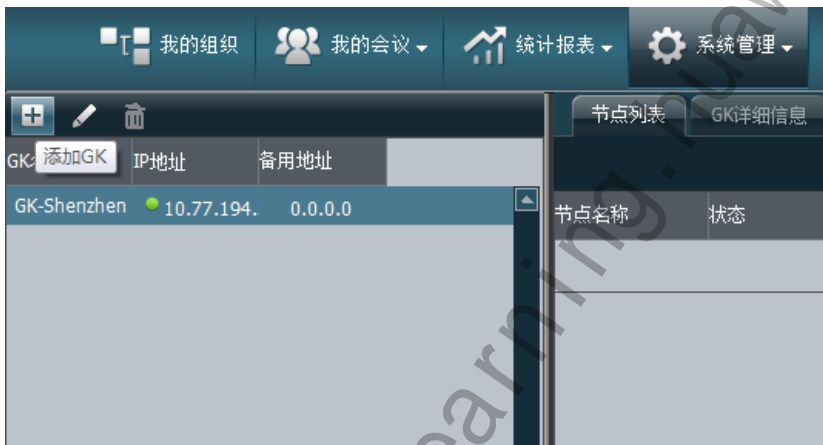 我的组织 我的会议 统计报表 系统管理
节点列表 GK详细信息
添加GK
IP地址 备用地址
节点名称 状态
GK-Shenzhen 10.77.194.. 0.0.0.0
learning.huaw